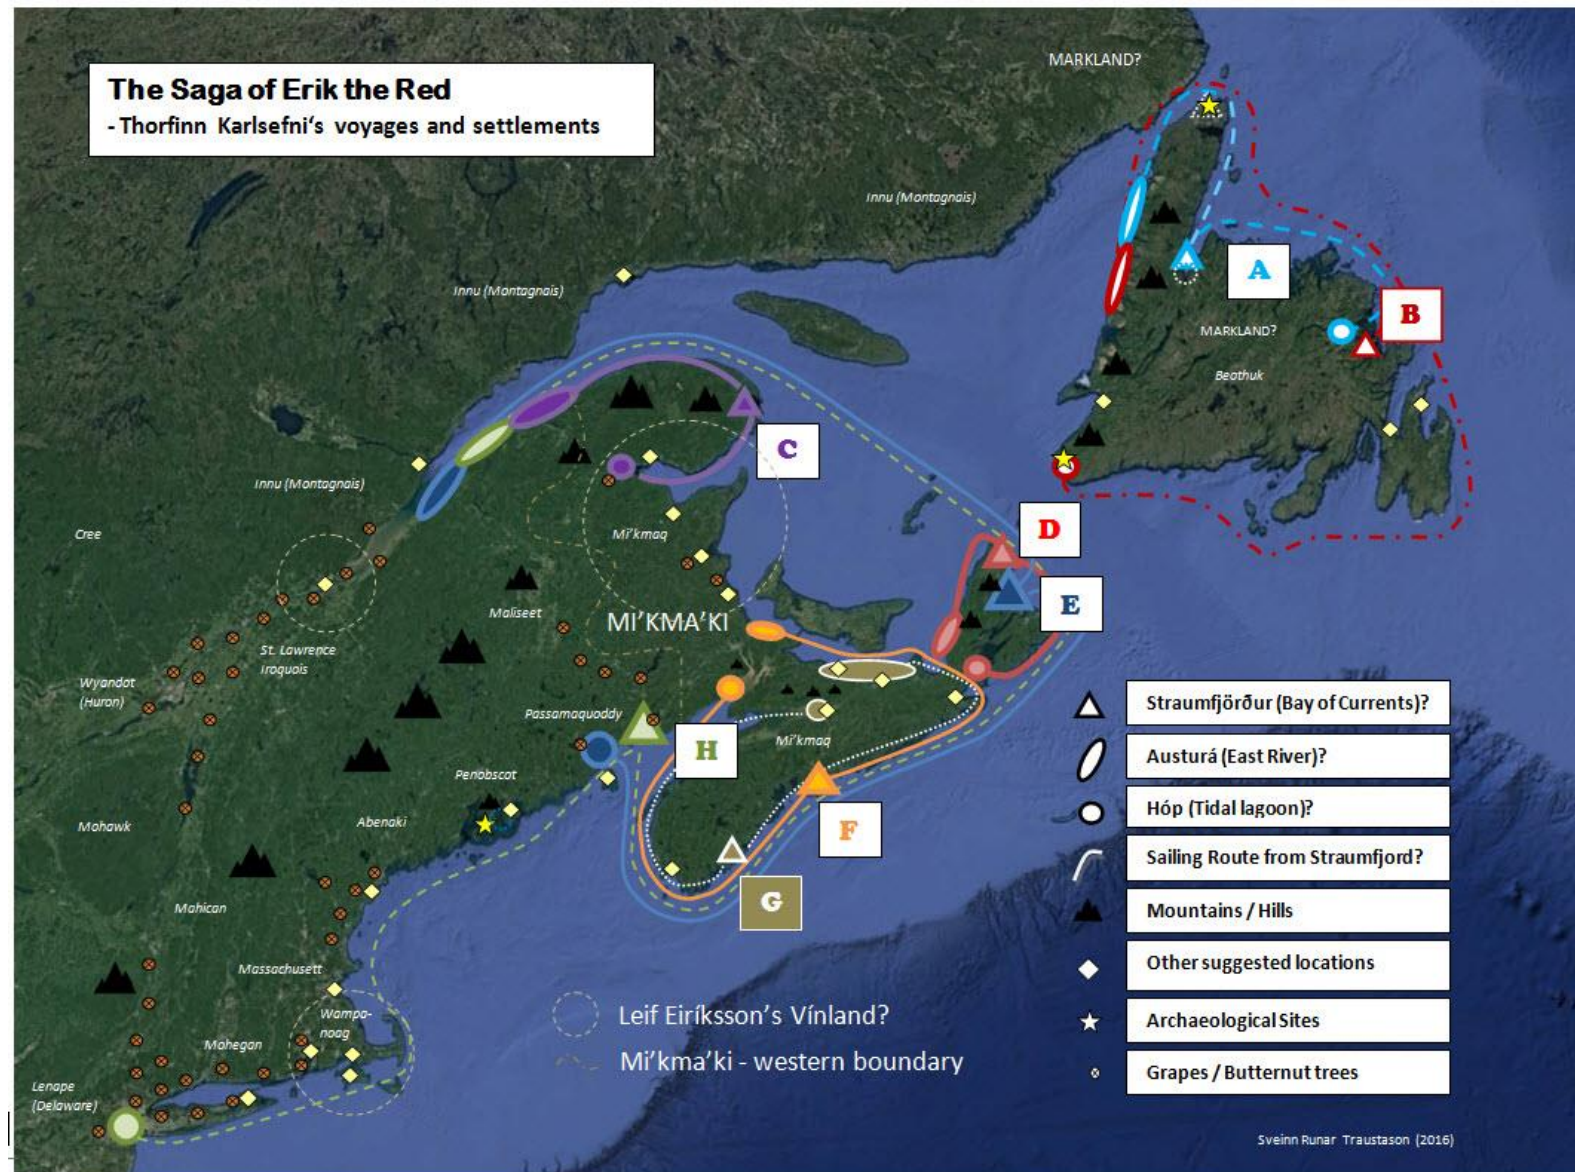 The Saga of Erik the Red
- Thorfinn Karlsefni's voyages and settlements
MARKLAND?
Innu (Montagnais)
A
Innu (Montagnais)
B
MARKLAND?
Beothuk
C
Innu (Montagnais)
Cree
Mi'kmaq
D
E
Maliseet
MI'KMA'KI
St. Lawrence
Iroquois
Wyandot
(Huron)
Passamaquoddy
H
Mi'kmaq
Penobscot
Mohawk
Abenaki
F
G
Mahican
Massachusett
Wampa-
noag
Mohegan
Lenape
(Delaware)
Straumfjörður (Bay of Currents)?
Austurá (East River)?
Hóp (Tidal lagoon)?
Sailing Route from Straumfjord?
Mountains / Hills
Other suggested locations
Archaeological Sites
Grapes / Butternut trees
Leif Eiríksson's Vínland?
Mi'kma'ki - western boundary
Sveinn Runar Traustason (2016)